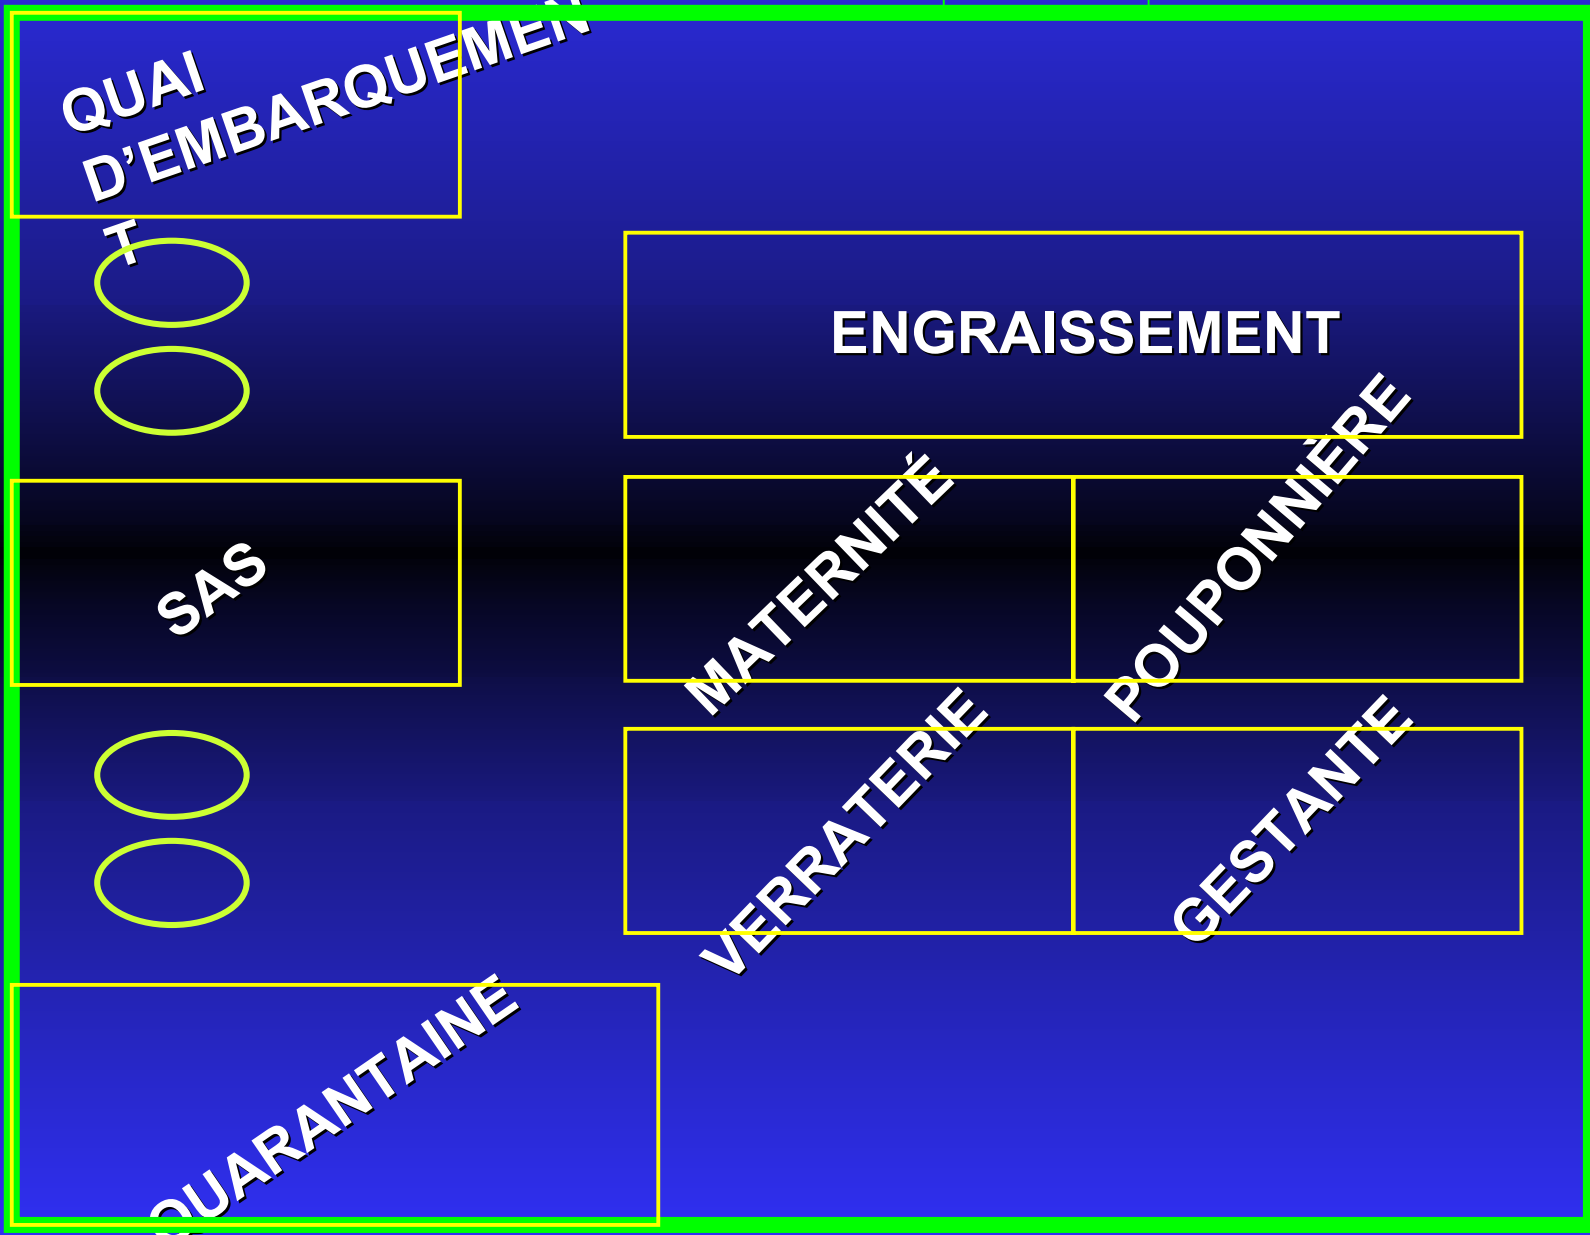 QUAI
D’EMBARQUEMEN
T
ENGRAISSEMENT
SAS
MATERNITÉ
POUPONNIÈRE
VERRATERIE
GESTANTE
QUARANTAINE